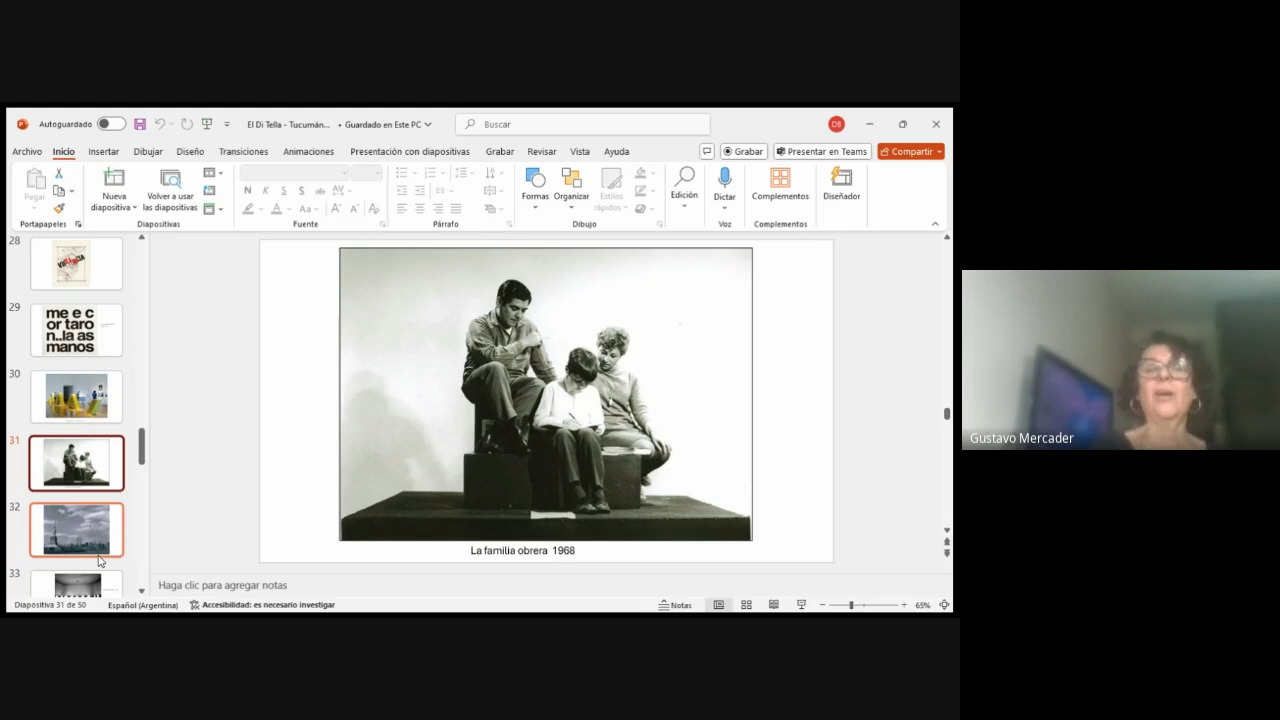 Autoguardado
El Di Tella - Tucumán... • Guardado en Este PC
Buscar
DB
Archivo Inicio Insertar Dibujar Diseño Transiciones Animaciones Presentación con diapositivas Grabar Revisar Vista Ayuda
Grabar Presentar en Teams Compartir
Pegar
Nueva diapositiva
Volver a usar las diapositivas
N K S S ab AV
Aa A A
Formas
Organizar
Estilos rápidos
Edición
Dictar
Complementos
Diseñador
Portapapeles Diapositivas Fuente Párrafo Dibujo Voz Complementos
28
29
me e c
or taro
n..la as
manos
30
31
32
33
La familia obrera 1968
Haga clic para agregar notas
Diapositiva 31 de 50 Español (Argentina) Accesibilidad: es necesario investigar Notas 65%
Gustavo Mercader